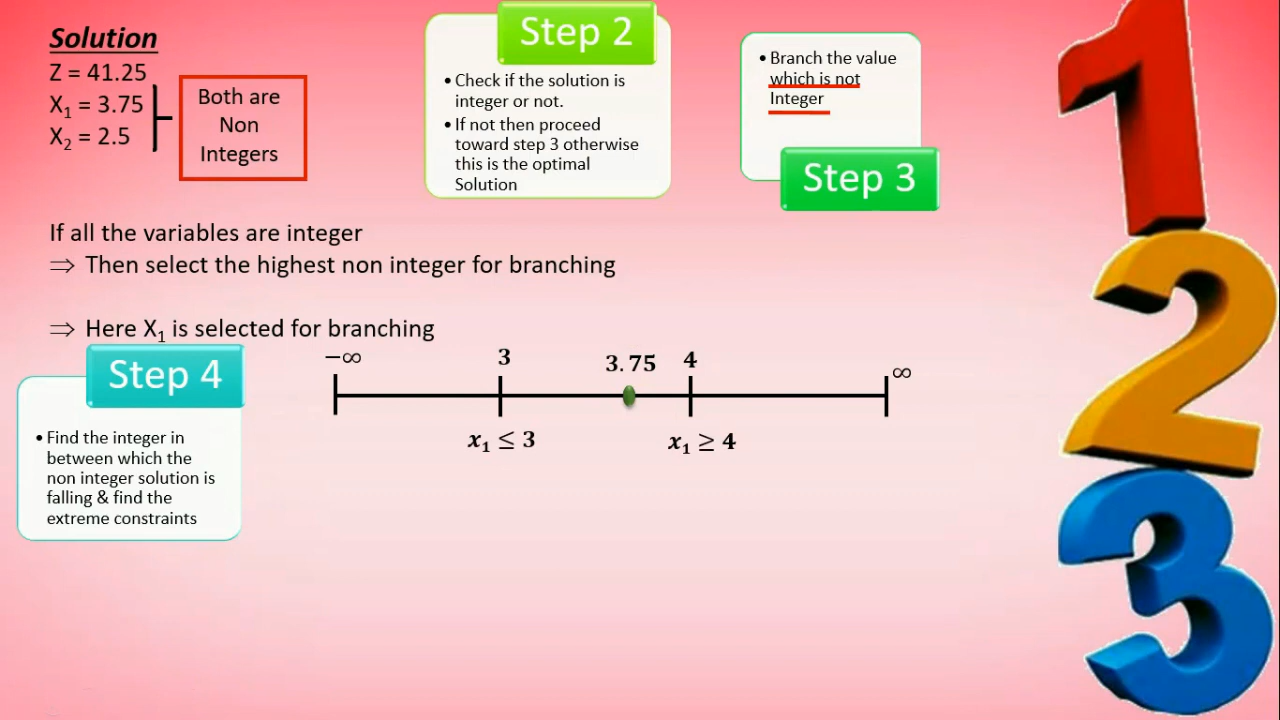 Solution
Z = 41.25
X₁ = 3.75
X₂ = 2.5
Both are
Non
Integers
Step 2
• Check if the solution is
integer or not.
• If not then proceed
toward step 3 otherwise
this is the optimal
Solution
• Branch the value
which is not
Integer
Step 3
If all the variables are integer
⇒ Then select the highest non integer for branching
⇒ Here X₁ is selected for branching
Step 4
• Find the integer in
between which the
non integer solution is
falling & find the
extreme constraints
−∞ 3 3.75 4 ∞
x₁ ≤ 3 x₁ ≥ 4
1
2
3